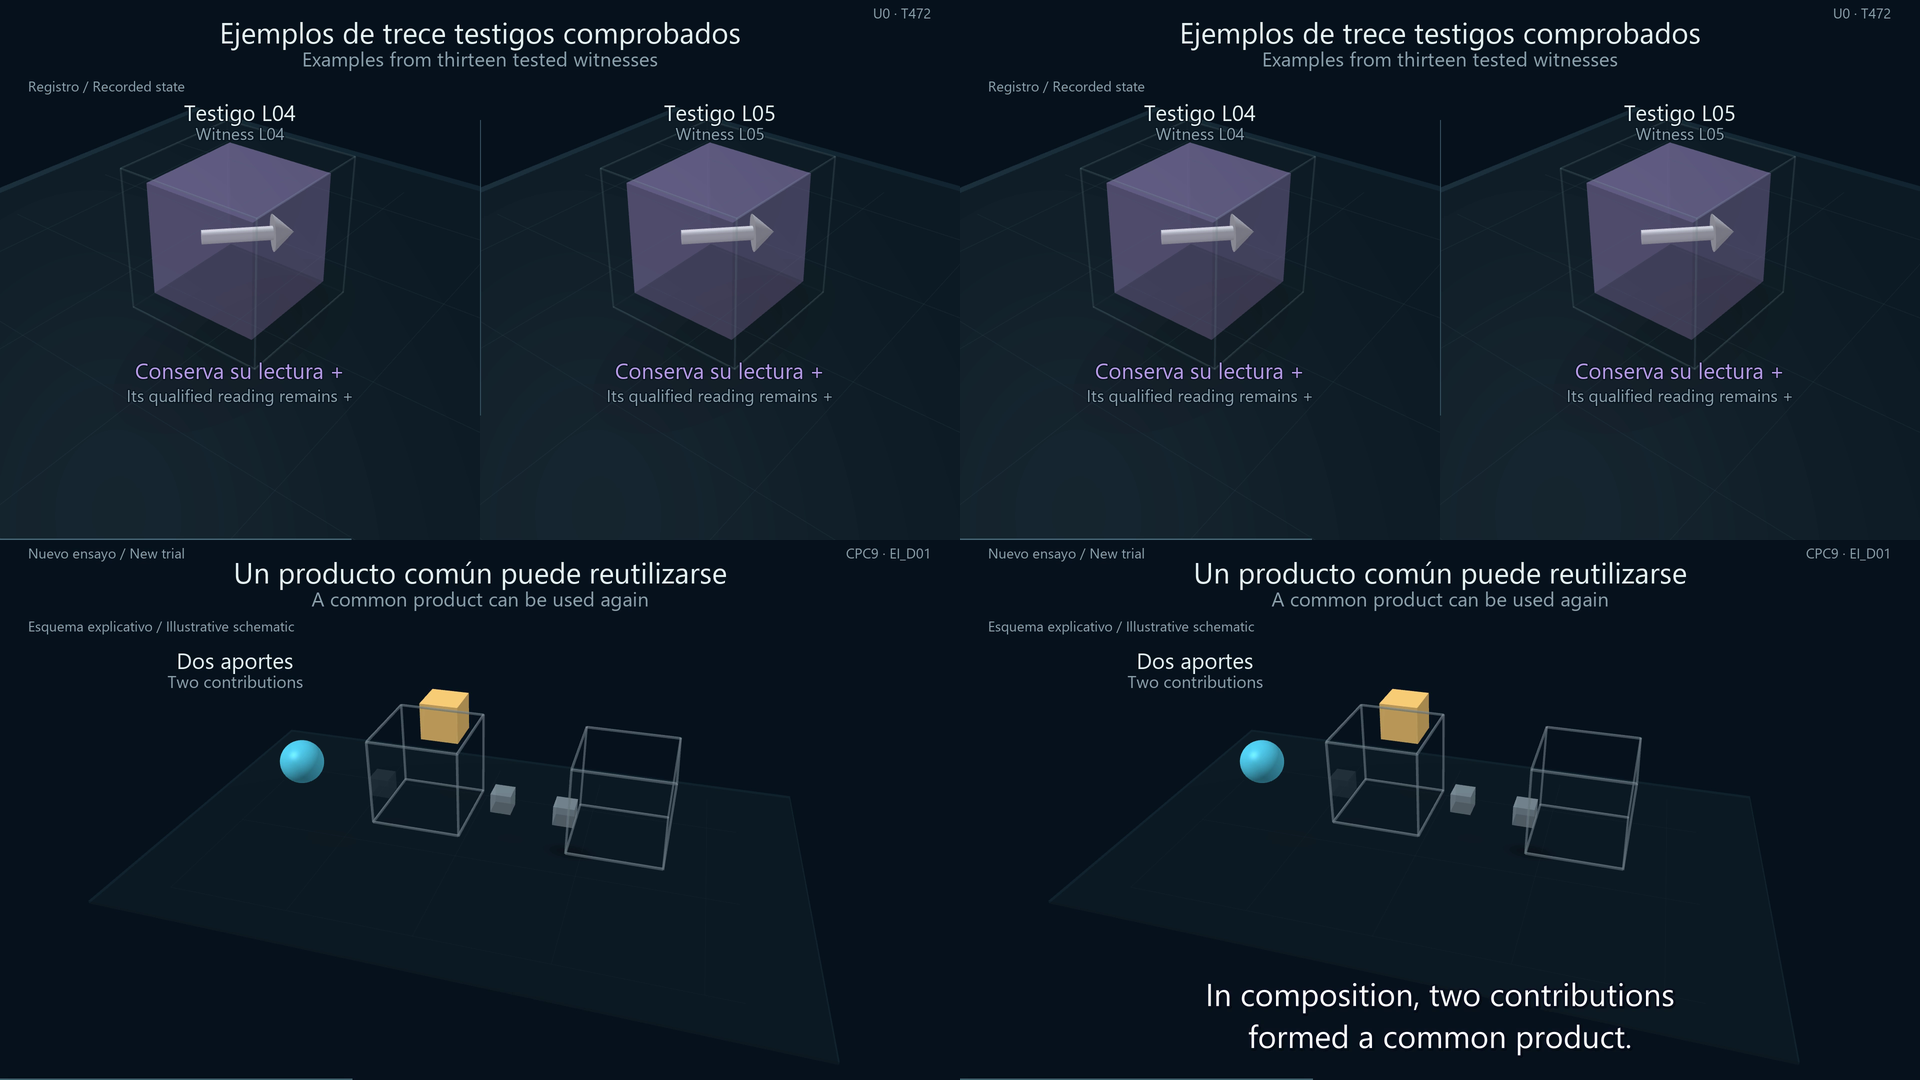 U0 · T472
Ejemplos de trece testigos comprobados
Examples from thirteen tested witnesses
Registro / Recorded state
Testigo L04
Witness L04
Testigo L05
Witness L05
Conserva su lectura +
Its qualified reading remains +
Conserva su lectura +
Its qualified reading remains +
U0 · T472
Ejemplos de trece testigos comprobados
Examples from thirteen tested witnesses
Registro / Recorded state
Testigo L04
Witness L04
Testigo L05
Witness L05
Conserva su lectura +
Its qualified reading remains +
Conserva su lectura +
Its qualified reading remains +
Nuevo ensayo / New trial
CPC9 · EI_D01
Un producto común puede reutilizarse
A common product can be used again
Esquema explicativo / Illustrative schematic
Dos aportes
Two contributions
Nuevo ensayo / New trial
CPC9 · EI_D01
Un producto común puede reutilizarse
A common product can be used again
Esquema explicativo / Illustrative schematic
Dos aportes
Two contributions
In composition, two contributions
formed a common product.